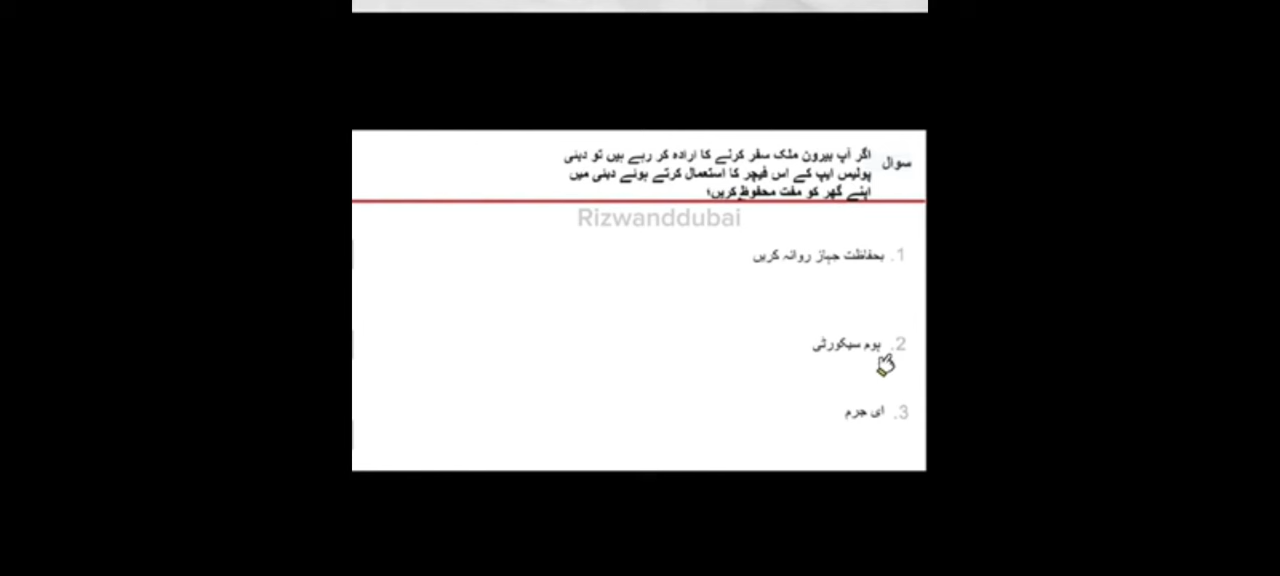 سوال
اگر آپ بیرون ملک سفر کرنے کا ارادہ کر رہے ہیں تو دبئی
پولیس ایپ کے اس فیچر کا استعمال کرتے ہوئے دبئی میں
اپنے گھر کو مفت محفوظ کریں؛
Rizwanddubai
1. بحفاظت جہاز روانہ کریں
2. ہوم سیکورٹی
3. ای جرم